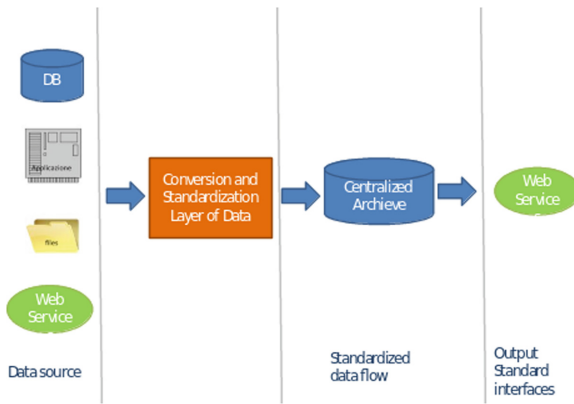 DB
Applicazione
files
Web
Service
Data source
Conversion and
Standardization
Layer of Data
Centralized
Archieve
Standardized
data flow
Web
Service
Output
Standard
interfaces